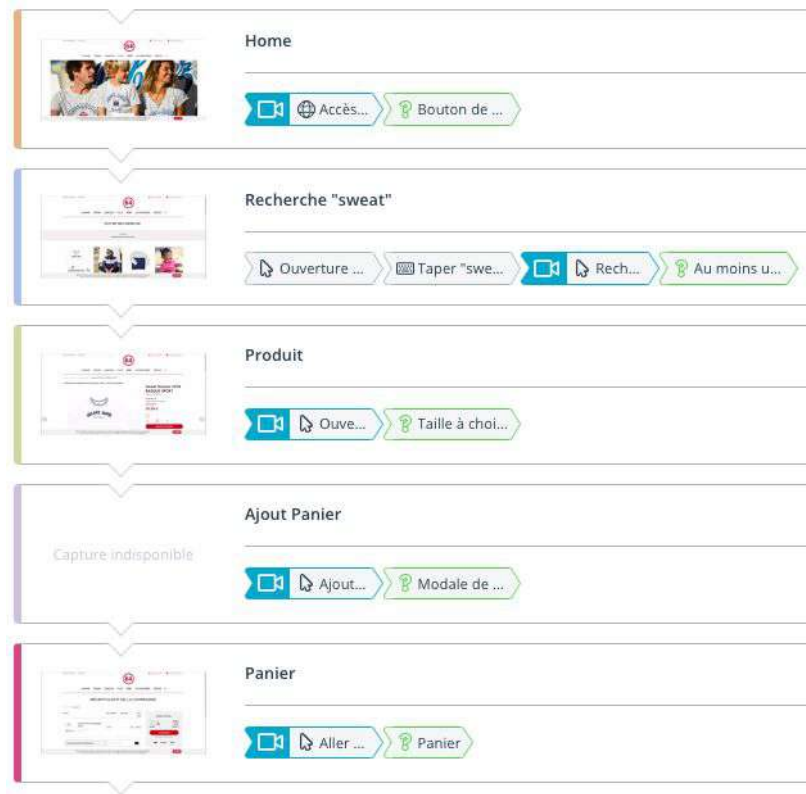 Home
Accès...
Bouton de ...
Recherche "sweat"
Ouverture ...
Taper "swe...
Rech...
Au moins u...
Produit
Ouve...
Taille à choi...
Capture indisponible
Ajout Panier
Ajout...
Modale de ...
Panier
Aller ...
Panier